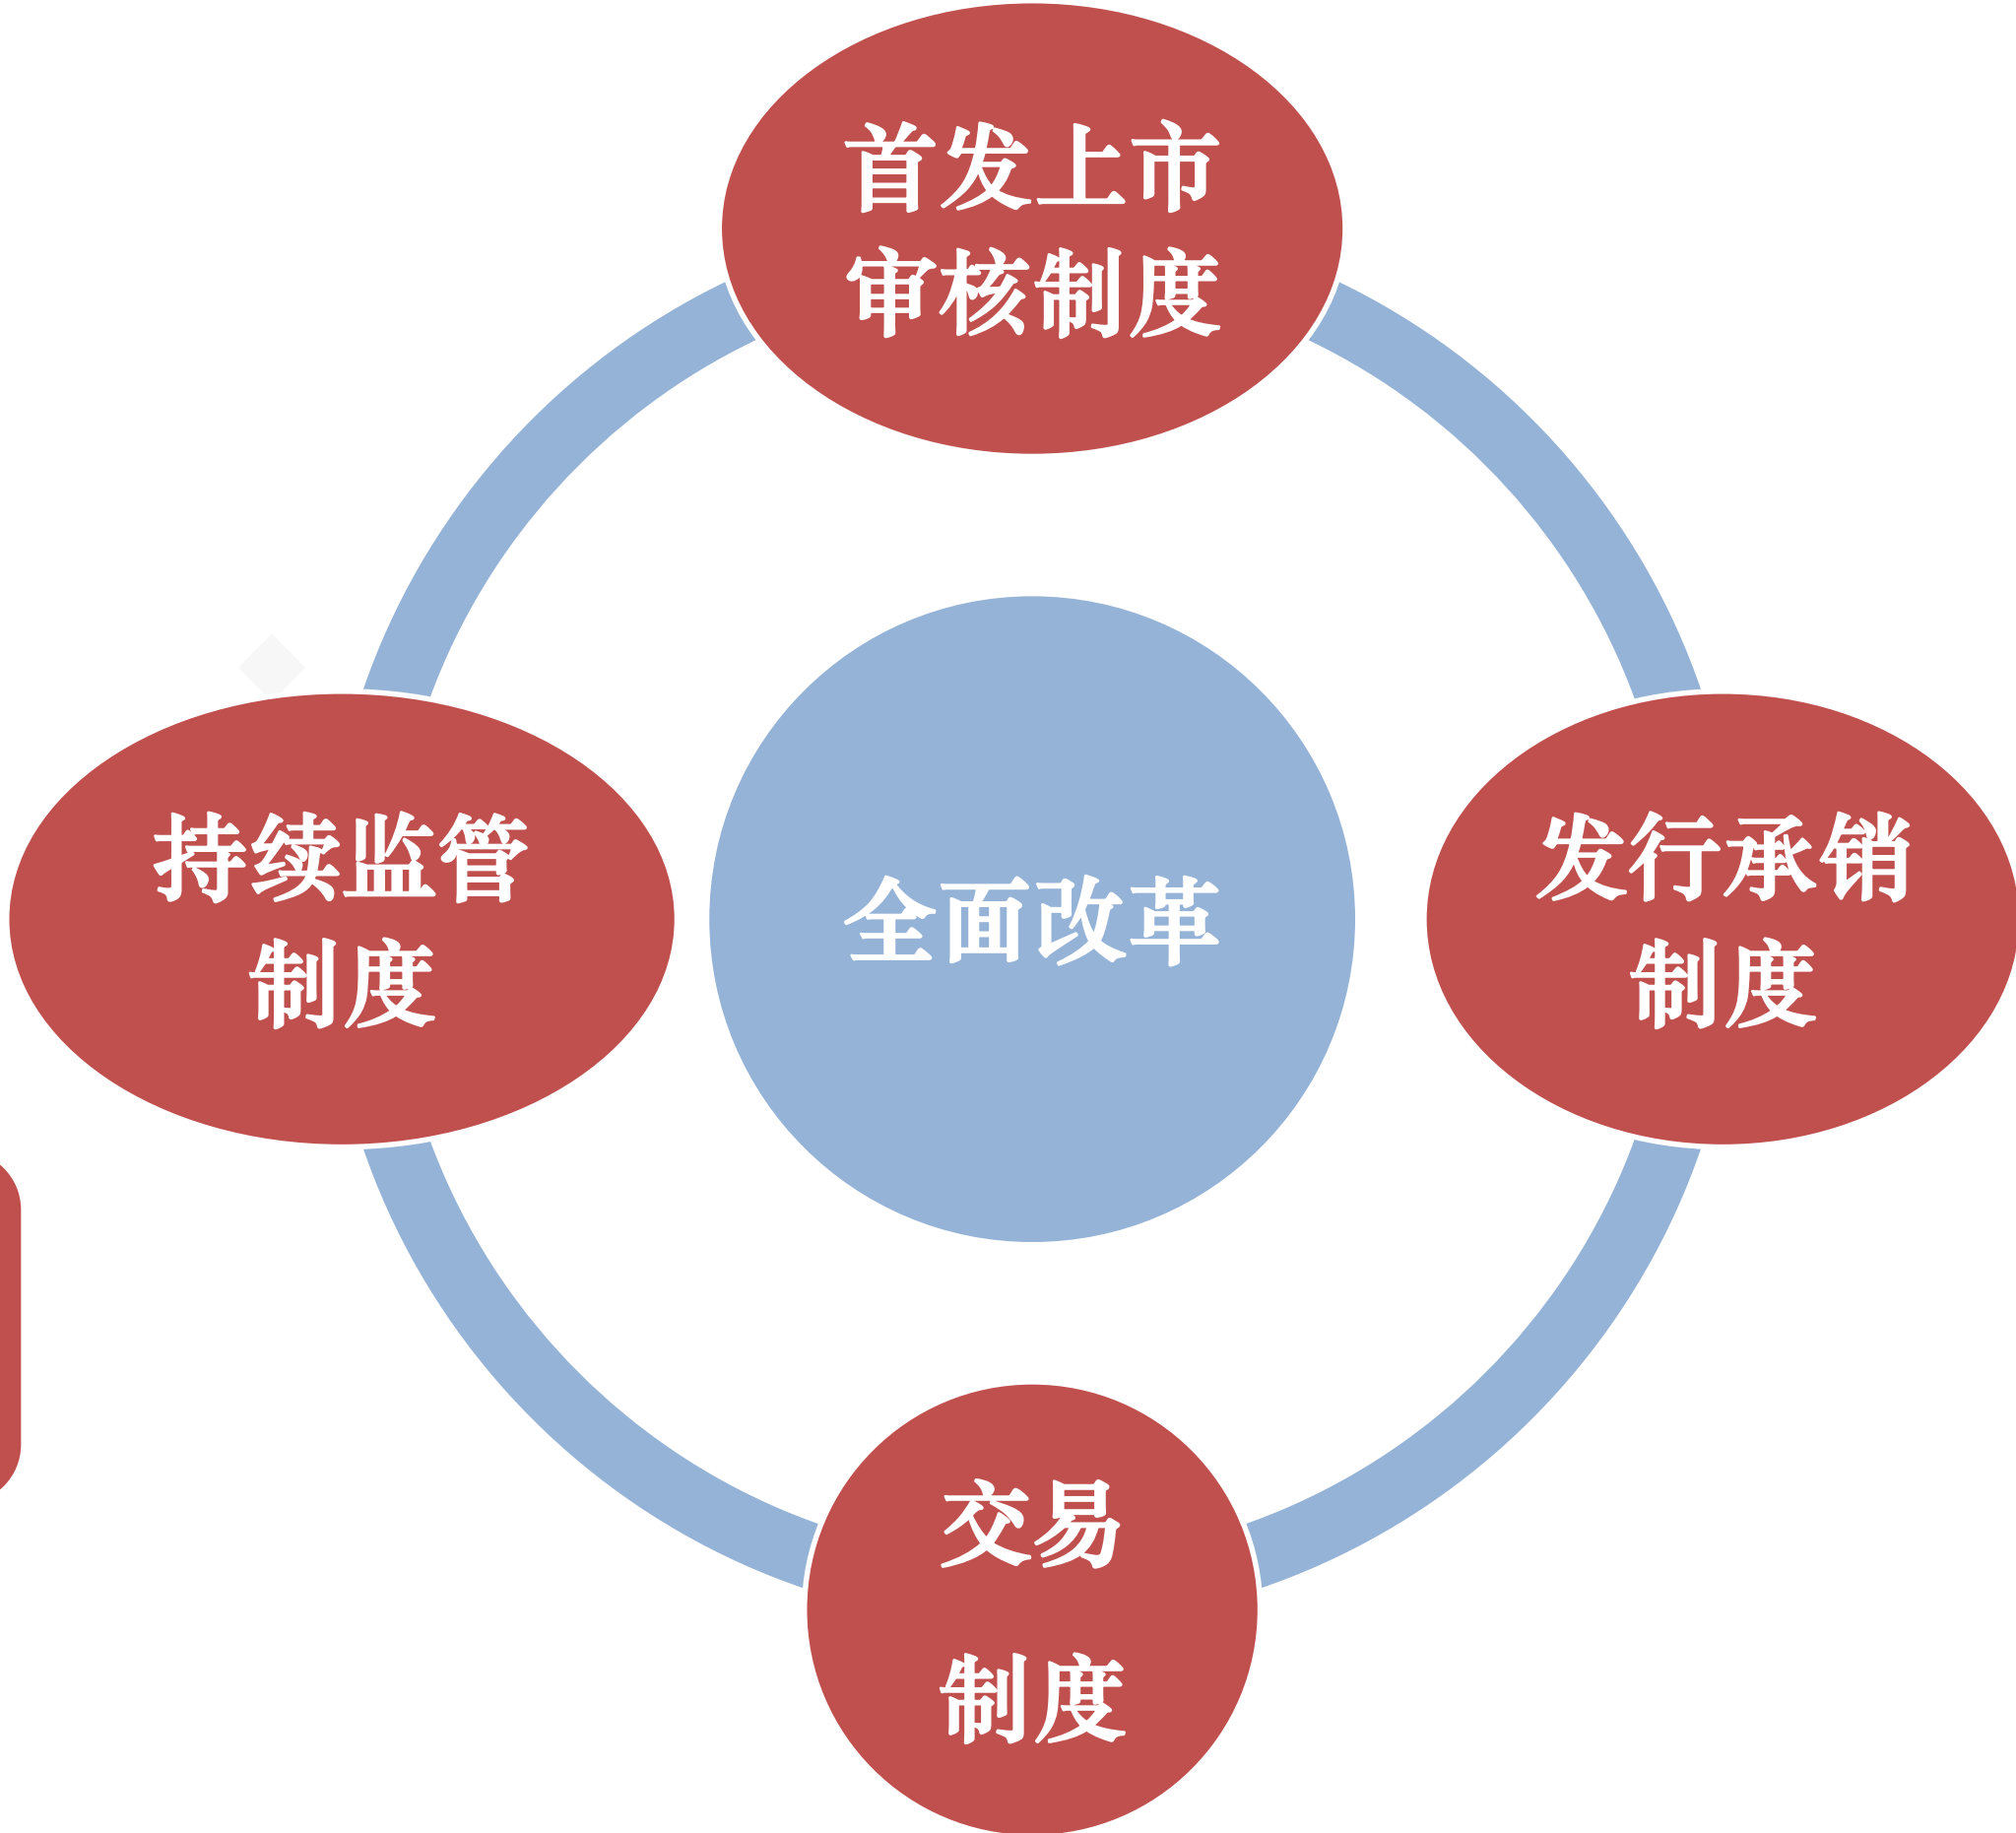 首发上市
审核制度
持续监管
制度
全面改革
发行承销
制度
交易
制度